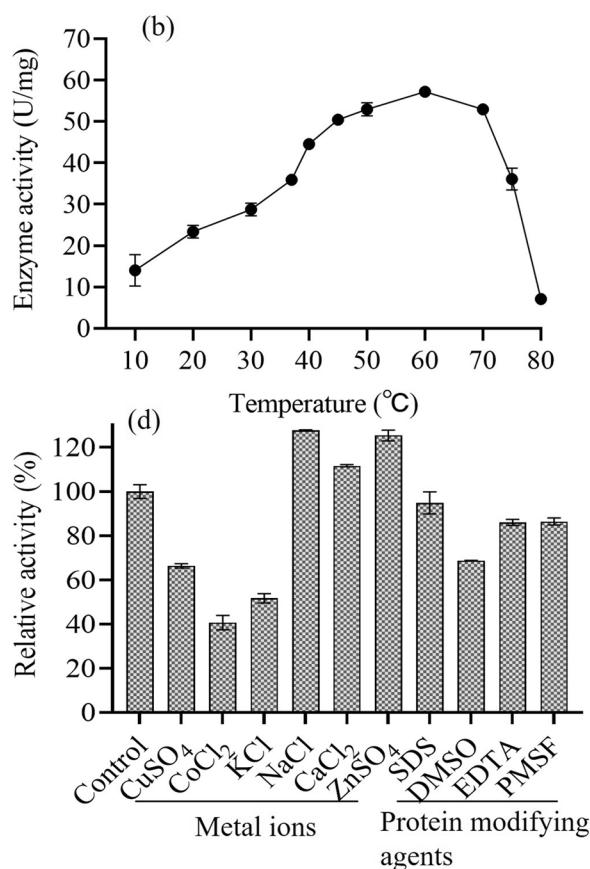 (b)
Enzyme activity (U/mg)
70
60
50
40
30
20
10
0
10 20 30 40 50 60 70 80
Temperature (℃)
(d)
Relative activity (%)
120
100
80
60
40
20
0
Control
CuSO4
CoCl2
KCl
NaCl
CaCl2
ZnSO4
SDS
DMSO
EDTA
PMSF
Metal ions
Protein modifying
agents